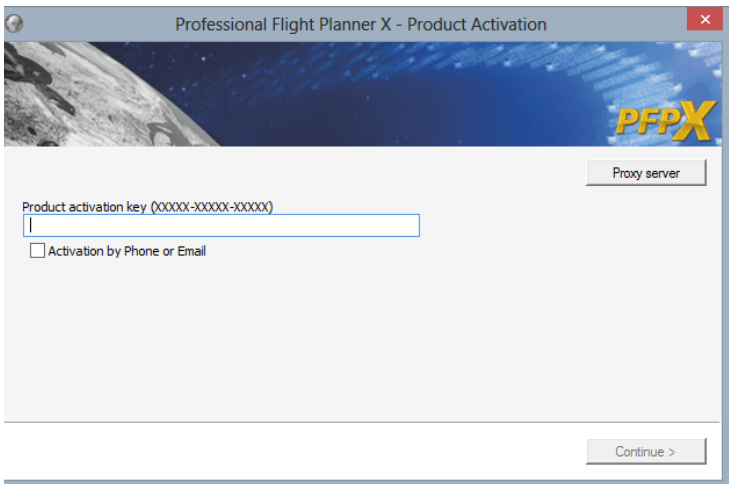 Professional Flight Planner X - Product Activation
PFPX
Proxy server
Product activation key (XXXXX-XXXXX-XXXXX)
Activation by Phone or Email
Continue >